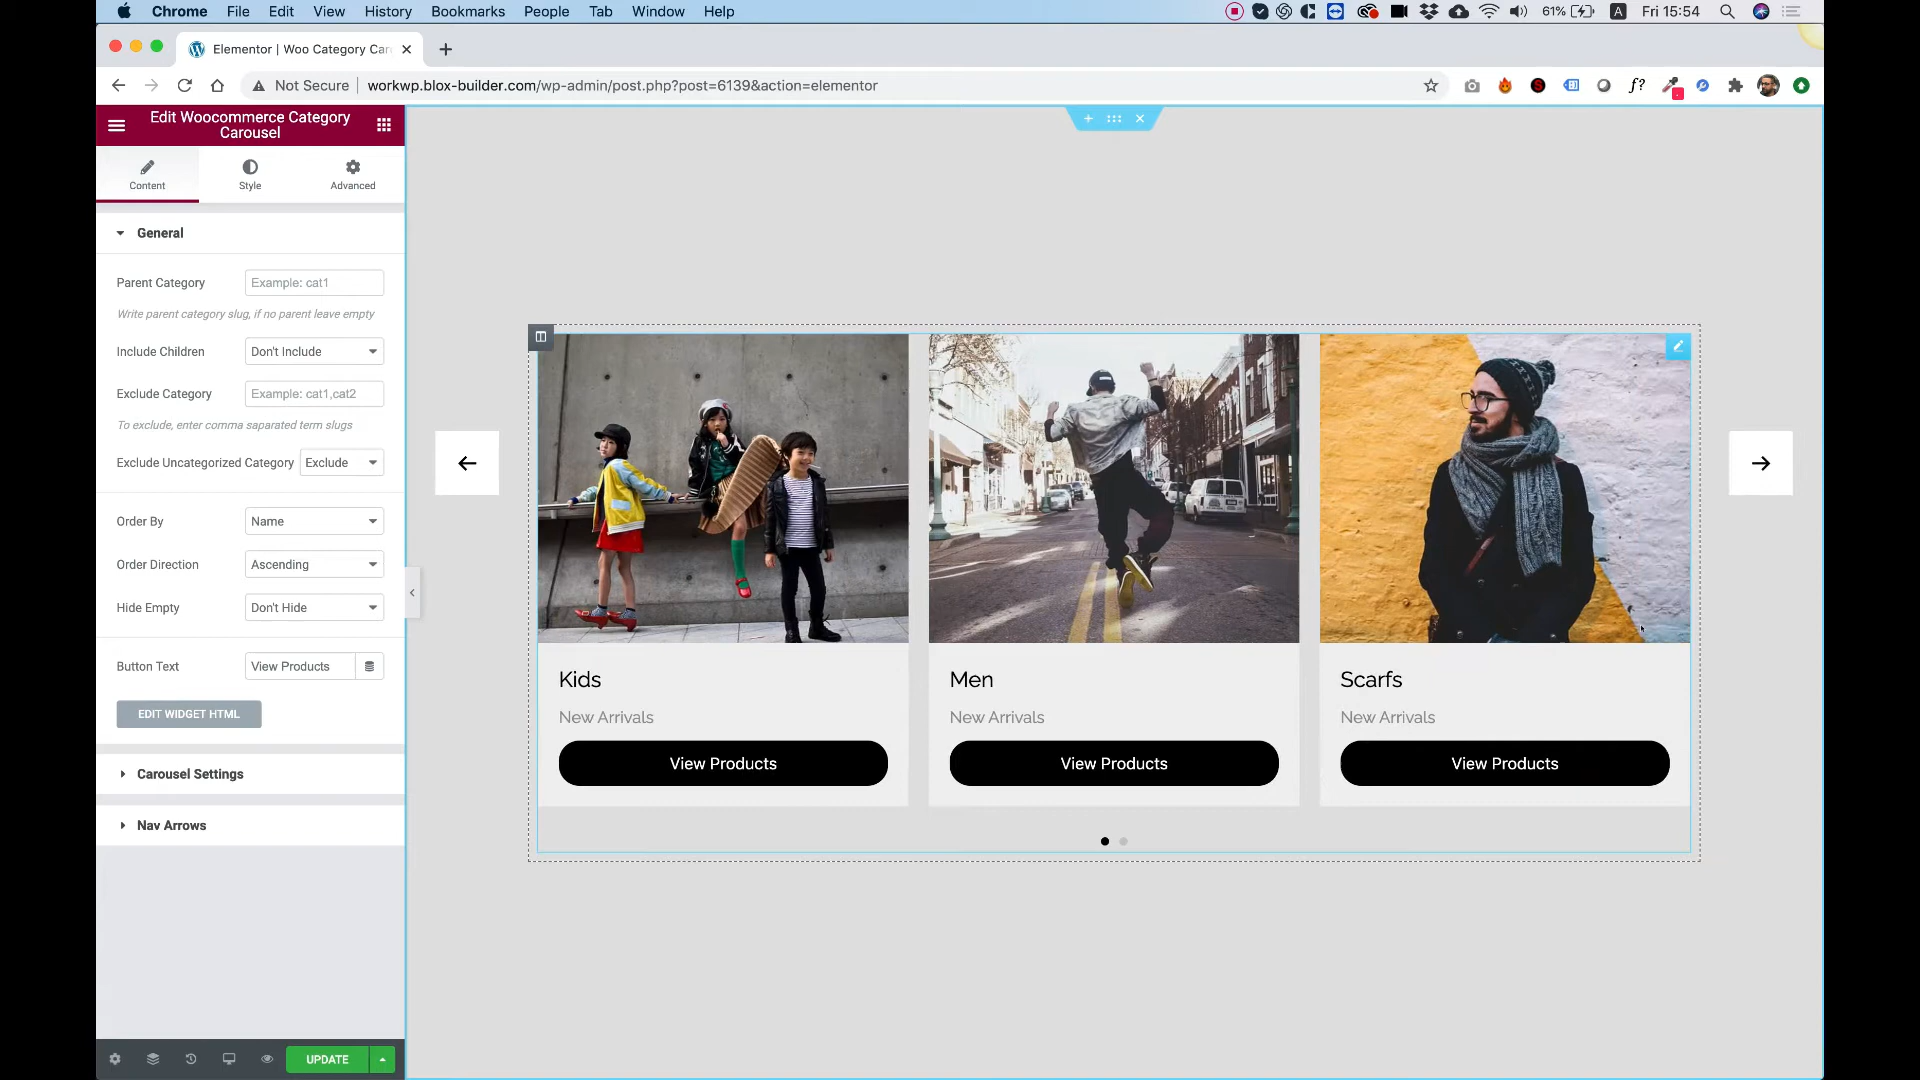 Chrome File Edit View History Bookmarks People Tab Window Help 61% A Fri 15:54
Elementor | Woo Category Car
Not Secure workwp.blox-builder.com/wp-admin/post.php?post=6139&action=elementor f?
Edit Woocommerce Category
Carousel
Content Style Advanced
General
Parent Category Example: cat1
Write parent category slug, if no parent leave empty
Include Children Don't Include
Exclude Category Example: cat1,cat2
To exclude, enter comma saparated term slugs
Exclude Uncategorized Category Exclude
Order By Name
Order Direction Ascending
Hide Empty Don't Hide
Button Text View Products
EDIT WIDGET HTML
Carousel Settings
Nav Arrows
UPDATE
Kids
New Arrivals
View Products
Men
New Arrivals
View Products
Scarfs
New Arrivals
View Products